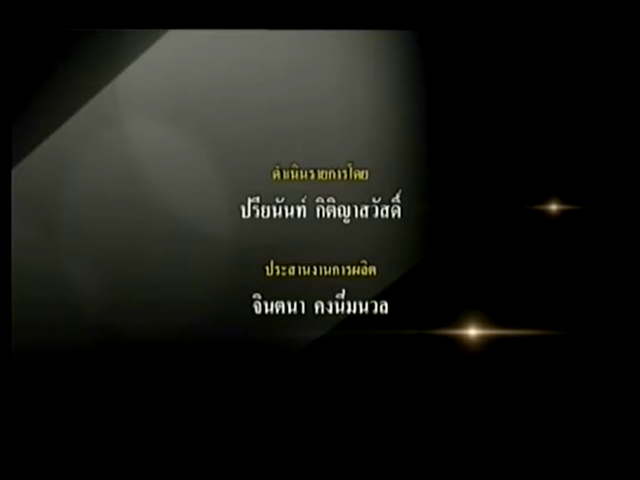 ดำเนินรายการโดย
ปรียนันท์ กิติญาสวัสดิ์
ประสานงานการผลิต
จินตนา คงนิ่มนวล